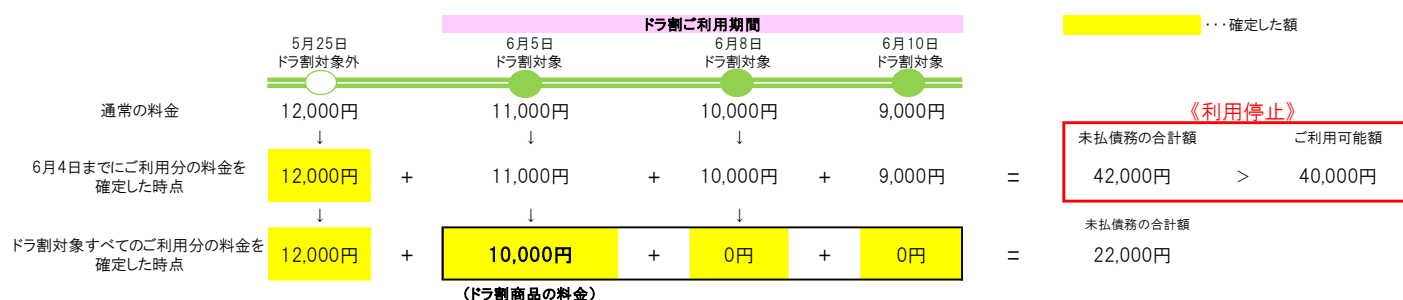 ドラ割ご利用期間
・・・確定した額
5月25日
ドラ割対象外
6月5日
ドラ割対象
6月8日
ドラ割対象
6月10日
ドラ割対象
通常の料金
12,000円
11,000円
10,000円
9,000円
《利用停止》
↓ ↓ ↓
未払債務の合計額
ご利用可能額
6月4日までにご利用分の料金を
確定した時点
12,000円 + 11,000円 + 10,000円 + 9,000円 = 42,000円 > 40,000円
↓ ↓ ↓
未払債務の合計額
ドラ割対象すべてのご利用分の料金を
確定した時点
12,000円 + 10,000円 + 0円 + 0円 = 22,000円
(ドラ割商品の料金)